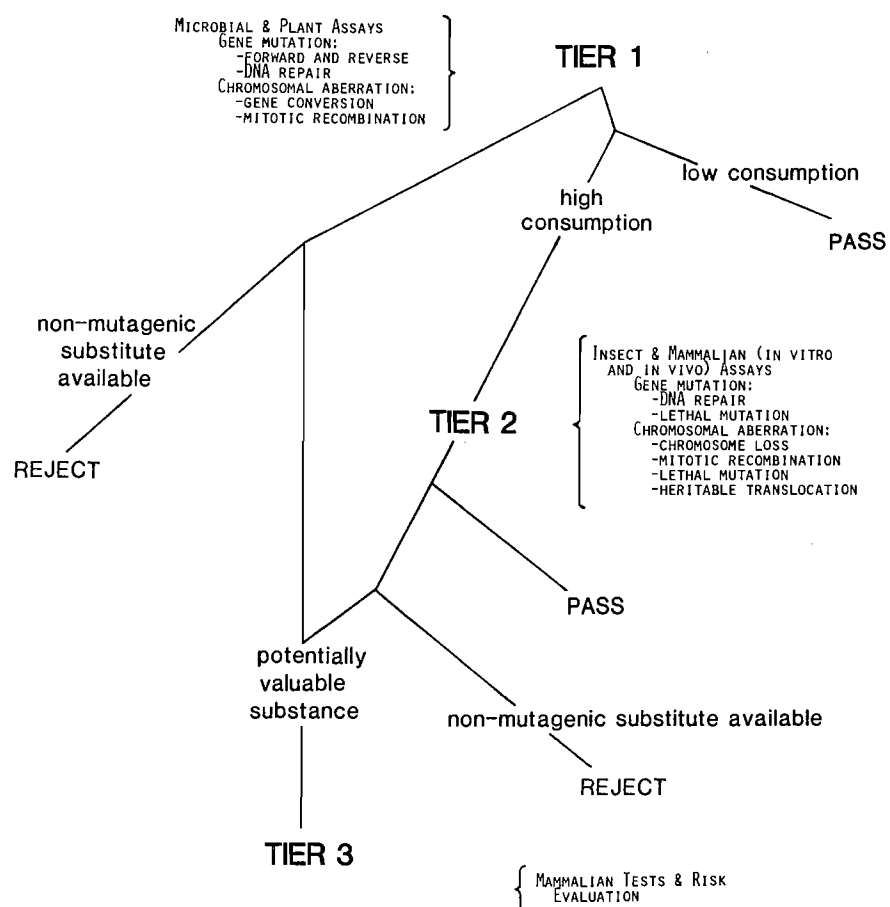 MICROBIAL & PLANT ASSAYS
GENE MUTATION:
-FORWARD AND REVERSE
-DNA REPAIR
CHROMOSOMAL ABERRATION:
-GENE CONVERSION
-MITOTIC RECOMBINATION
TIER 1
low consumption
PASS
high
consumption
non-mutagenic
substitute
available
REJECT
INSECT & MAMMALIAN (IN VITRO
AND IN VIVO) ASSAYS
GENE MUTATION:
-DNA REPAIR
-LETHAL MUTATION
CHROMOSOMAL ABERRATION:
-CHROMOSOME LOSS
-MITOTIC RECOMBINATION
-LETHAL MUTATION
-HERITABLE TRANSLOCATION
TIER 2
PASS
potentially
valuable
substance
non-mutagenic substitute available
REJECT
TIER 3
MAMMALIAN TESTS & RISK
EVALUATION